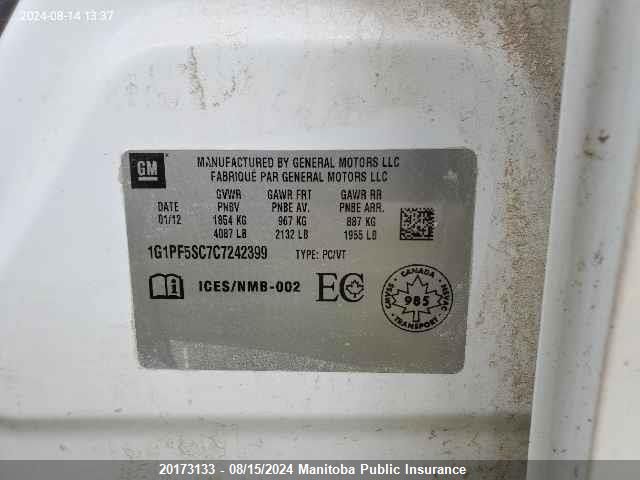 2024-08-14 13:37
GM
MANUFACTURED BY GENERAL MOTORS LLC
FABRIQUÉ PAR GENERAL MOTORS LLC
GVWR GAWR FRT GAWR RR
DATE PNBV PNBE AV. PNBE ARR.
01/12 1854 KG 967 KG 887 KG
4087 LB 2132 LB 1955 LB
1G1PF5SC7C7242399 TYPE: PC/VT
ICES/NMB-002 EC
CANADA
CMVSS NSVAC
985
TRANSPORT
20173133 - 08/15/2024 Manitoba Public Insurance